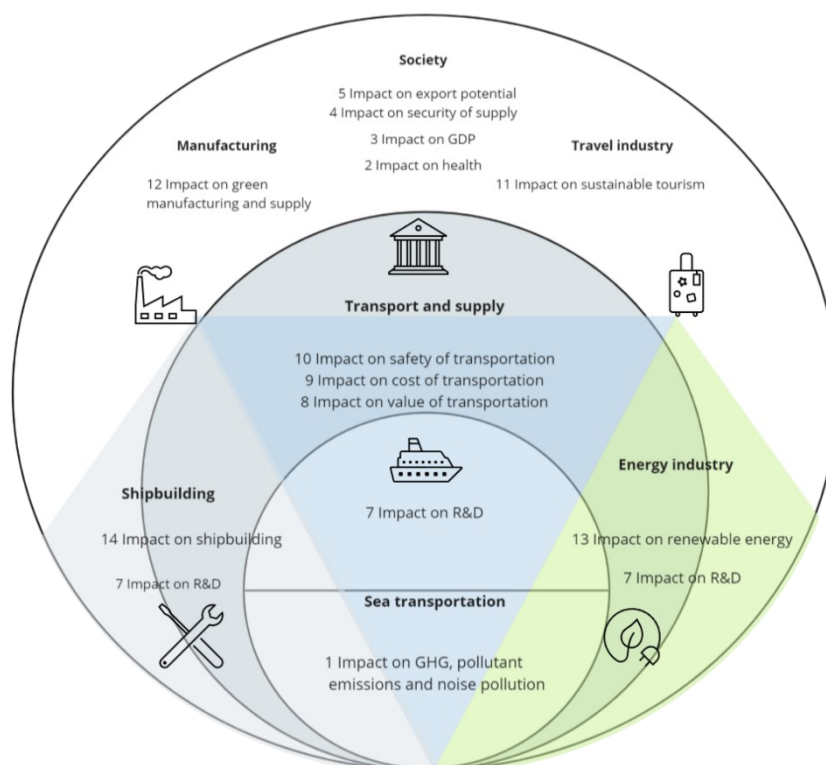 Society
5 Impact on export potential
4 Impact on security of supply
3 Impact on GDP
2 Impact on health
Manufacturing
12 Impact on green
manufacturing and supply
Travel industry
11 Impact on sustainable tourism
Transport and supply
10 Impact on safety of transportation
9 Impact on cost of transportation
8 Impact on value of transportation
7 Impact on R&D
Shipbuilding
14 Impact on shipbuilding
7 Impact on R&D
Energy industry
13 Impact on renewable energy
7 Impact on R&D
Sea transportation
1 Impact on GHG, pollutant
emissions and noise pollution